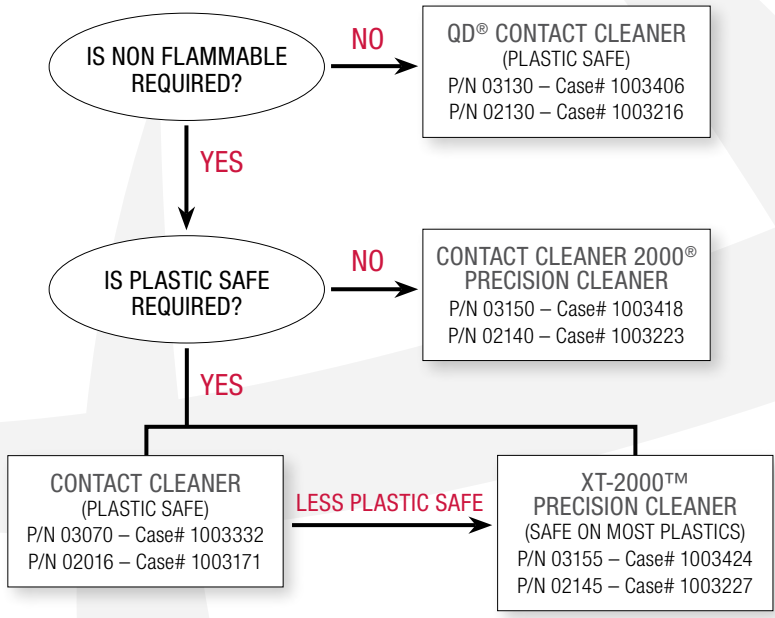 IS NON FLAMMABLE
REQUIRED?
NO
QD® CONTACT CLEANER
(PLASTIC SAFE)
P/N 03130 – Case# 1003406
P/N 02130 – Case# 1003216
YES
IS PLASTIC SAFE
REQUIRED?
NO
CONTACT CLEANER 2000®
PRECISION CLEANER
P/N 03150 – Case# 1003418
P/N 02140 – Case# 1003223
YES
CONTACT CLEANER
(PLASTIC SAFE)
P/N 03070 – Case# 1003332
P/N 02016 – Case# 1003171
LESS PLASTIC SAFE
XT-2000™
PRECISION CLEANER
(SAFE ON MOST PLASTICS)
P/N 03155 – Case# 1003424
P/N 02145 – Case# 1003227